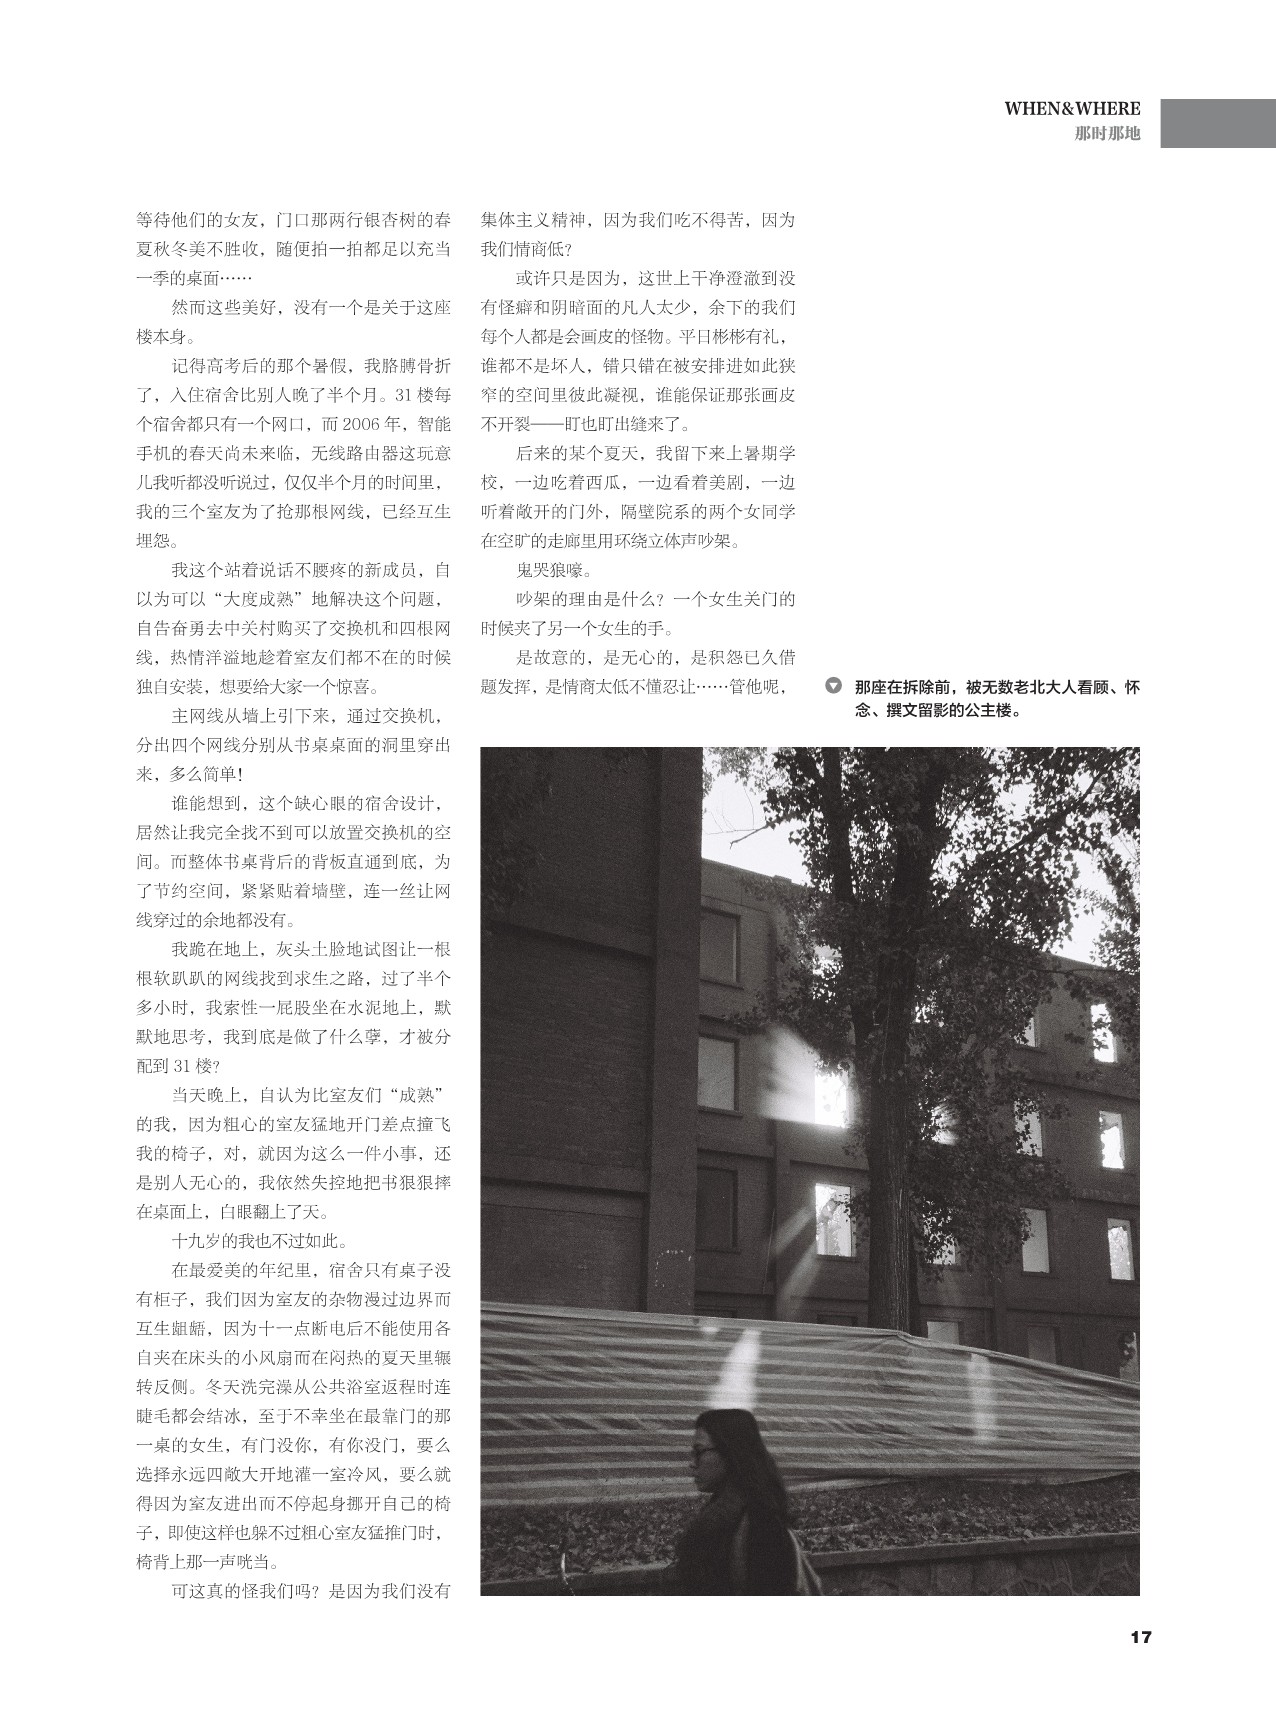 WHEN&WHERE
那时那地
等待他们的女友，门口那两行银杏树的春
夏秋冬美不胜收，随便拍一拍都足以充当
一季的桌面……
然而这些美好，没有一个是关于这座
楼本身。
记得高考后的那个暑假，我胳膊骨折
了，入住宿舍比别人晚了半个月。31 楼每
个宿舍都只有一个网口，而 2006 年，智能
手机的春天尚未来临，无线路由器这玩意
儿我听都没听说过，仅仅半个月的时间里，
我的三个室友为了抢那根网线，已经互生
埋怨。
我这个站着说话不腰疼的新成员，自
以为可以“大度成熟”地解决这个问题，
自告奋勇去中关村购买了交换机和四根网
线，热情洋溢地趁着室友们都不在的时候
独自安装，想要给大家一个惊喜。
主网线从墙上引下来，通过交换机，
分出四个网线分别从书桌桌面的洞里穿出
来，多么简单！
谁能想到，这个缺心眼的宿舍设计，
居然让我完全找不到可以放置交换机的空
间。而整体书桌背后的背板直通到底，为
了节约空间，紧紧贴着墙壁，连一丝让网
线穿过的余地都没有。
我跪在地上，灰头土脸地试图让一根
根软趴趴的网线找到求生之路，过了半个
多小时，我索性一屁股坐在水泥地上，默
默地思考，我到底是做了什么孽，才被分
配到 31 楼？
当天晚上，自认为比室友们“成熟”
的我，因为粗心的室友猛地开门差点撞飞
我的椅子，对，就因为这么一件小事，还
是别人无心的，我依然失控地把书狠狠摔
在桌面上，白眼翻上了天。
十九岁的我也不过如此。
在最爱美的年纪里，宿舍只有桌子没
有柜子，我们因为室友的杂物漫过边界而
互生龃龉，因为十一点断电后不能使用各
自夹在床头的小风扇而在闷热的夏天里辗
转反侧。冬天洗完澡从公共浴室返程时连
睫毛都会结冰，至于不幸坐在最靠门的那
一桌的女生，有门没你，有你没门，要么
选择永远四敞大开地灌一室冷风，要么就
得因为室友进出而不停起身挪开自己的椅
子，即使这样也躲不过粗心室友猛推门时，
椅背上那一声咣当。
可这真的怪我们吗？是因为我们没有
集体主义精神，因为我们吃不得苦，因为
我们情商低？
或许只是因为，这世上干净澄澈到没
有怪癖和阴暗面的凡人太少，余下的我们
每个人都是会画皮的怪物。平日彬彬有礼，
谁都不是坏人，错只错在被安排进如此狭
窄的空间里彼此凝视，谁能保证那张画皮
不开裂——盯也盯出缝来了。
后来的某个夏天，我留下来上暑期学
校，一边吃着西瓜，一边看着美剧，一边
听着敞开的门外，隔壁院系的两个女同学
在空旷的走廊里用环绕立体声吵架。
鬼哭狼嚎。
吵架的理由是什么？一个女生关门的
时候夹了另一个女生的手。
是故意的，是无心的，是积怨已久借
题发挥，是情商太低不懂忍让……管他呢，
那座在拆除前，被无数老北大人看顾、怀
念、撰文留影的公主楼。
17